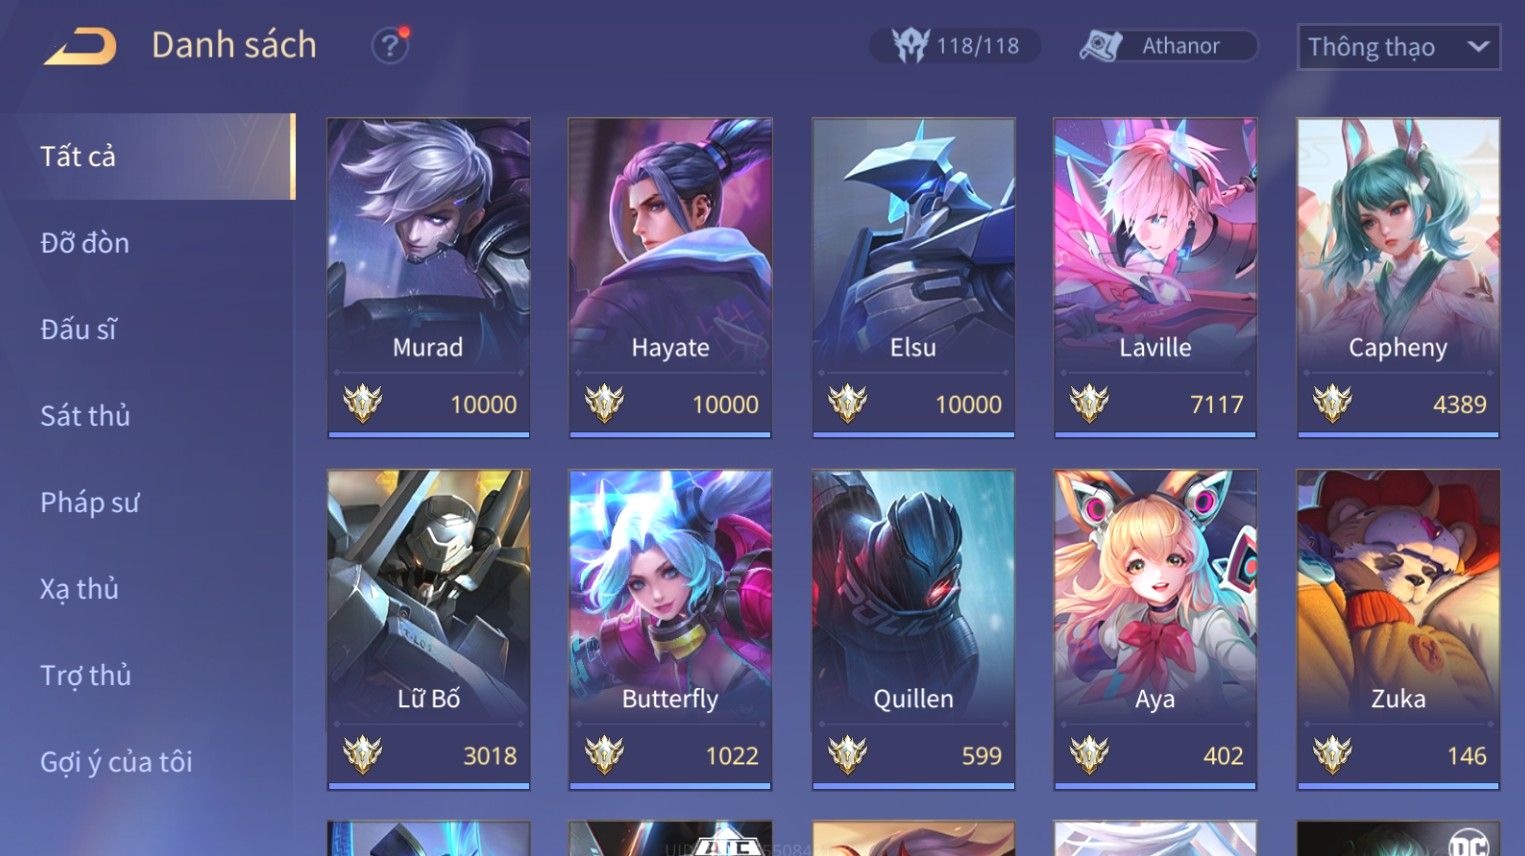 Danh sách
?
118/118
Athanor
Thông thạo
Tất cả
Đỡ đòn
Đấu sĩ
Sát thủ
Pháp sư
Xạ thủ
Trợ thủ
Gợi ý của tôi
Murad
10000
Hayate
10000
Elsu
10000
Laville
7117
Capheny
4389
Lữ Bố
3018
Butterfly
1022
POLICE
Quillen
599
Aya
402
Zuka
146
DC